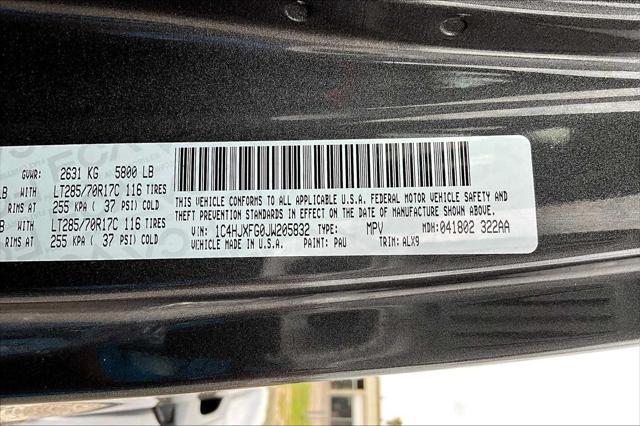 GVWR: 2631 KG 5800 LB
LB WITH LT285/70R17C 116 TIRES
RIMS AT 255 KPA ( 37 PSI) COLD
LB WITH LT285/70R17C 116 TIRES
RIMS AT 255 KPA ( 37 PSI) COLD
THIS VEHICLE CONFORMS TO ALL APPLICABLE U.S.A. FEDERAL MOTOR VEHICLE SAFETY AND
THEFT PREVENTION STANDARDS IN EFFECT ON THE DATE OF MANUFACTURE SHOWN ABOVE.
VIN: 1C4HJXFG0JW205832 TYPE: MPV MDH: 041802 322AA
PAINT: PAU TRIM: ALX9